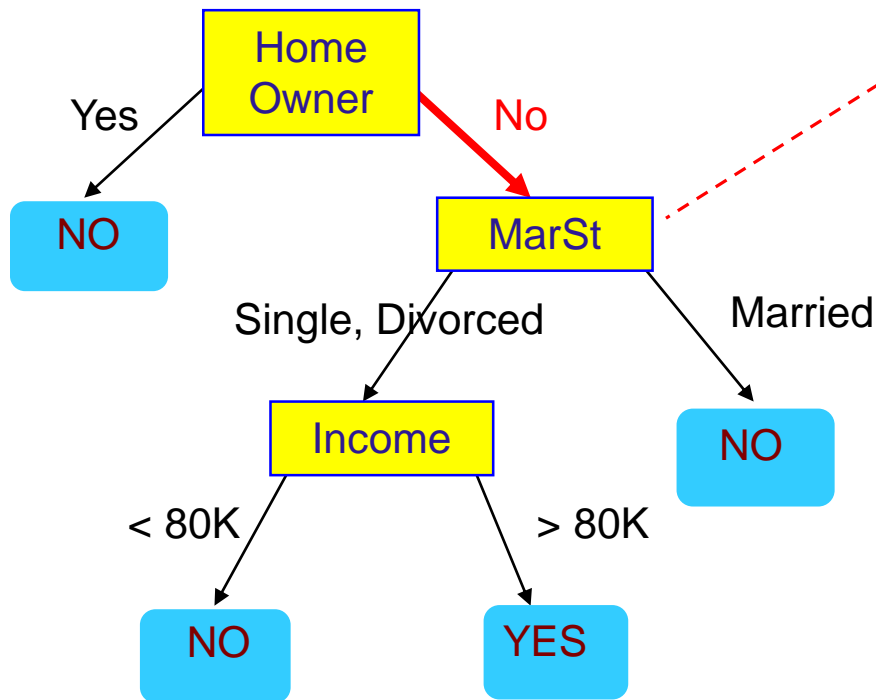 Home
Owner
Yes
No
NO
MarSt
Single, Divorced
Married
Income
NO
< 80K
> 80K
NO
YES